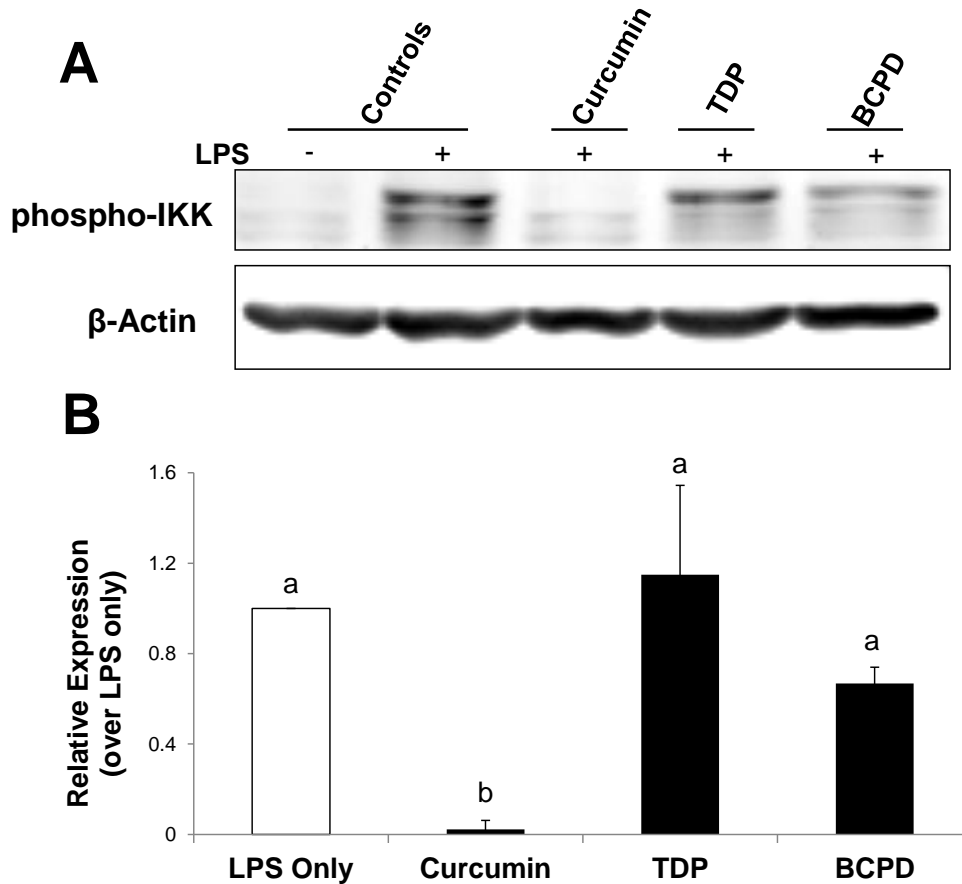 A
Controls Curcumin TDP BCPD
LPS - + + + +
phospho-IKK
β-Actin
B
Relative Expression
(over LPS only)
1.6
1.2
0.8
0.4
0
a
b
a
a
LPS Only Curcumin TDP BCPD